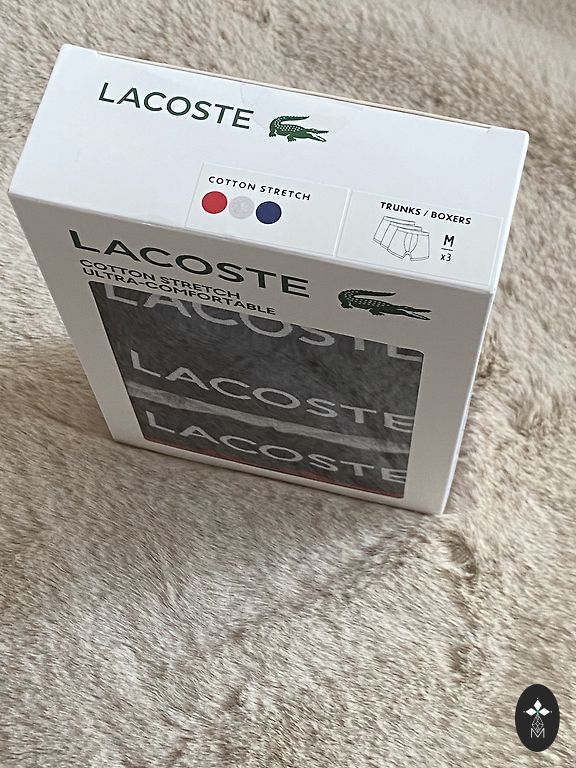 LACOSTE
COTTON STRETCH
TRUNKS / BOXERS
M
x3
LACOSTE
COTTON STRETCH
ULTRA-COMFORTABLE
LACOSTE
LACOSTE
LACOSTE
M